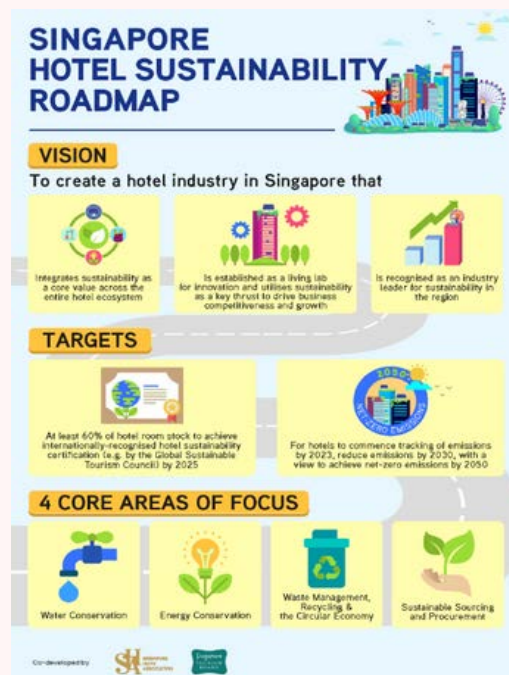 SINGAPORE
HOTEL SUSTAINABILITY
ROADMAP
VISION
To create a hotel industry in Singapore that
Integrates sustainability as
a core value across the
entire hotel ecosystem
Is established as a living lab
for innovation and utilises sustainability
as a key thrust to drive business
competitiveness and growth
Is recognised as an industry
leader for sustainability in
the region
TARGETS
At least 60% of hotel room stock to achieve
internationally-recognised hotel sustainability
certification (e.g. by the Global Sustainable
Tourism Council) by 2025
2050
NET-ZERO EMISSIONS
For hotels to commence tracking of emissions
by 2023, reduce emissions by 2030, with a
view to achieve net-zero emissions by 2050
4 CORE AREAS OF FOCUS
Water Conservation
Energy Conservation
Waste Management,
Recycling &
the Circular Economy
Sustainable Sourcing
and Procurement
Co-developed by
SINGAPORE
HOTEL
ASSOCIATION
Singapore
TOURISM
BOARD